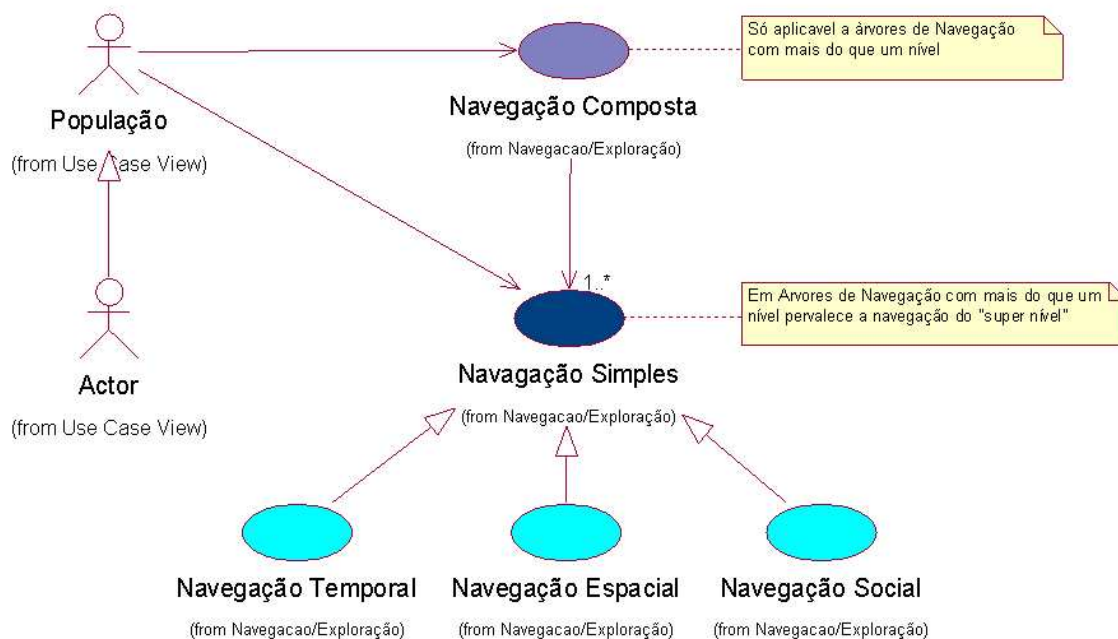 Só aplicavel a àrvores de Navegação
com mais do que um nível
Navegação Composta
(from Navegacao/Exploração)
População
(from Use Case View)
1..*
Em Arvores de Navegação com mais do que um
nível pervalece a navegação do "super nível"
Navagação Simples
(from Navegacao/Exploração)
Actor
(from Use Case View)
Navegação Temporal
(from Navegacao/Exploração)
Navegação Espacial
(from Navegacao/Exploração)
Navegação Social
(from Navegacao/Exploração)